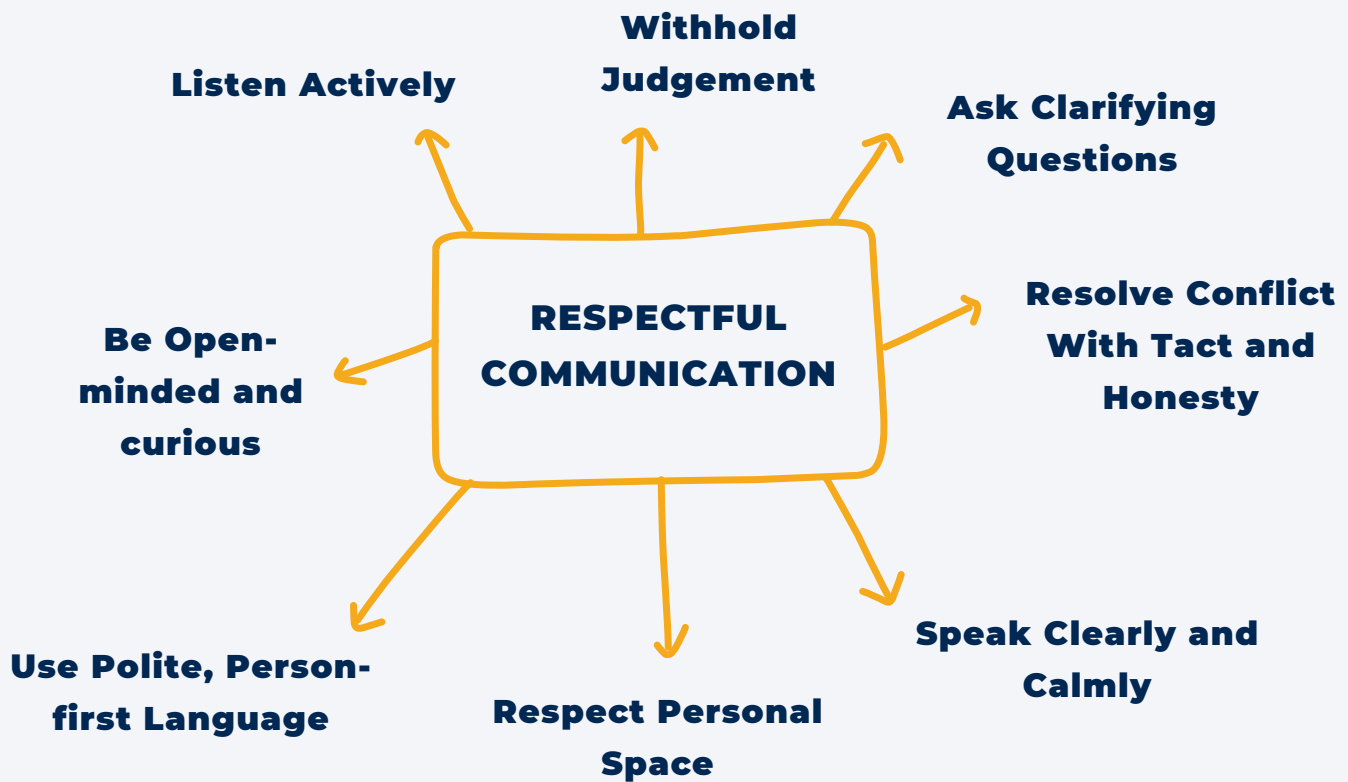 Withhold
Judgement
Listen Actively
Ask Clarifying
Questions
RESPECTFUL
COMMUNICATION
Resolve Conflict
With Tact and
Honesty
Be Open-
minded and
curious
Speak Clearly and
Calmly
Use Polite, Person-
first Language
Respect Personal
Space